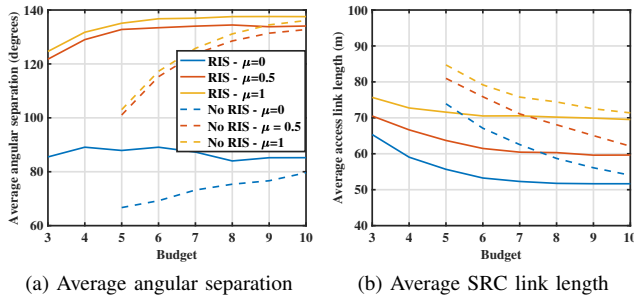 Average angular separation (degrees)
140
120
100
80
60
3 4 5 6 7 8 9 10
Budget
RIS - μ=0
RIS - μ=0.5
RIS - μ=1
No RIS - μ=0
No RIS - μ = 0.5
No RIS - μ=1
(a) Average angular separation
Average access link length (m)
100
90
80
70
60
50
40
3 4 5 6 7 8 9 10
Budget
(b) Average SRC link length